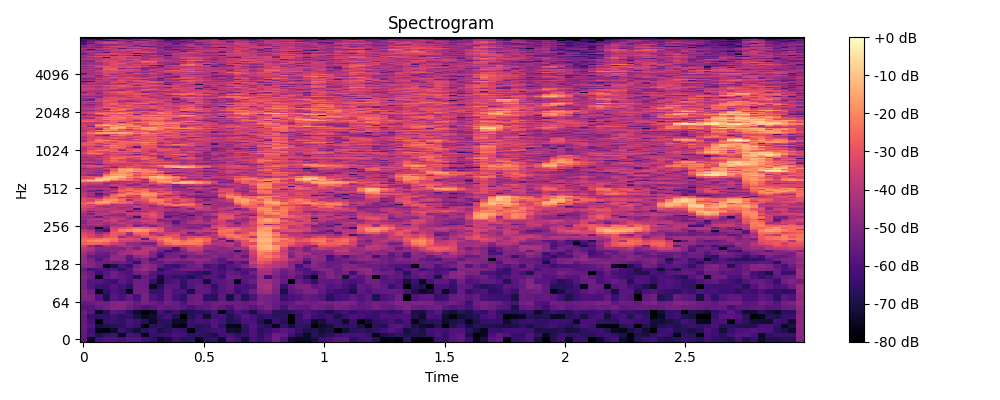 Spectrogram
4096
2048
1024
512
256
128
64
0
Hz
0
0.5
1
1.5
2
2.5
Time
+0 dB
-10 dB
-20 dB
-30 dB
-40 dB
-50 dB
-60 dB
-70 dB
-80 dB